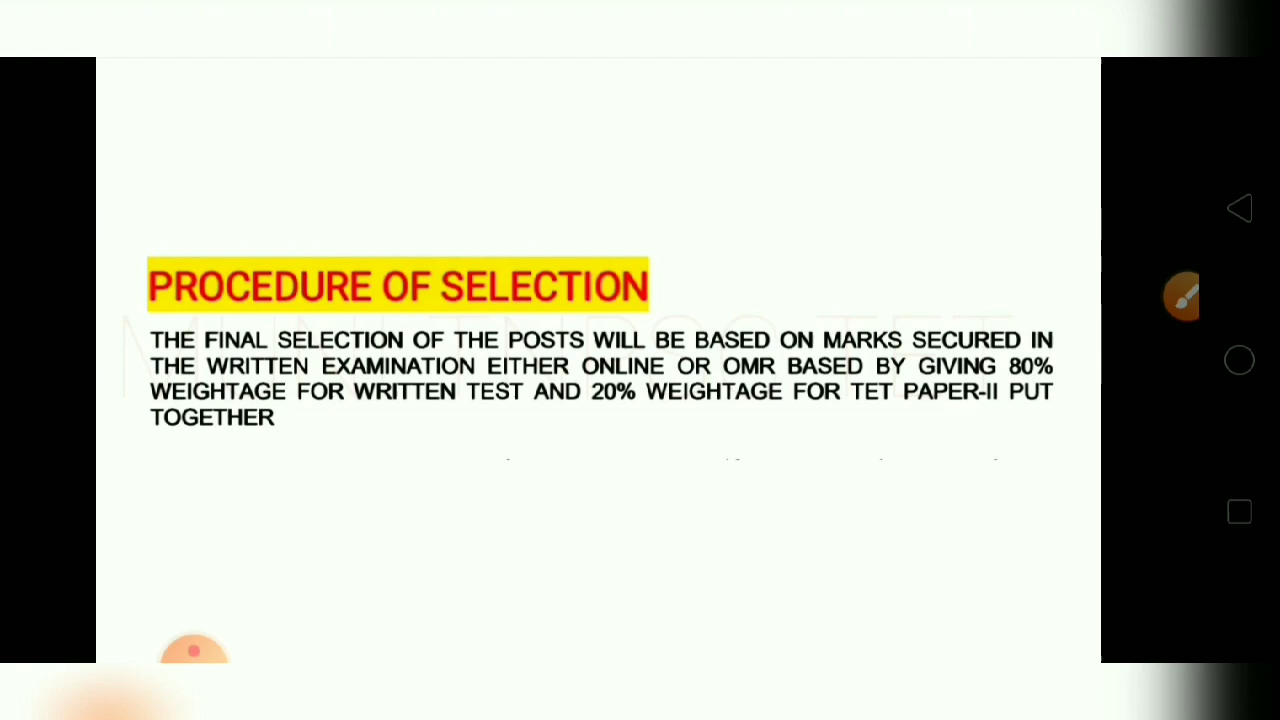 PROCEDURE OF SELECTION
THE FINAL SELECTION OF THE POSTS WILL BE BASED ON MARKS SECURED IN
THE WRITTEN EXAMINATION EITHER ONLINE OR OMR BASED BY GIVING 80%
WEIGHTAGE FOR WRITTEN TEST AND 20% WEIGHTAGE FOR TET PAPER-II PUT
TOGETHER